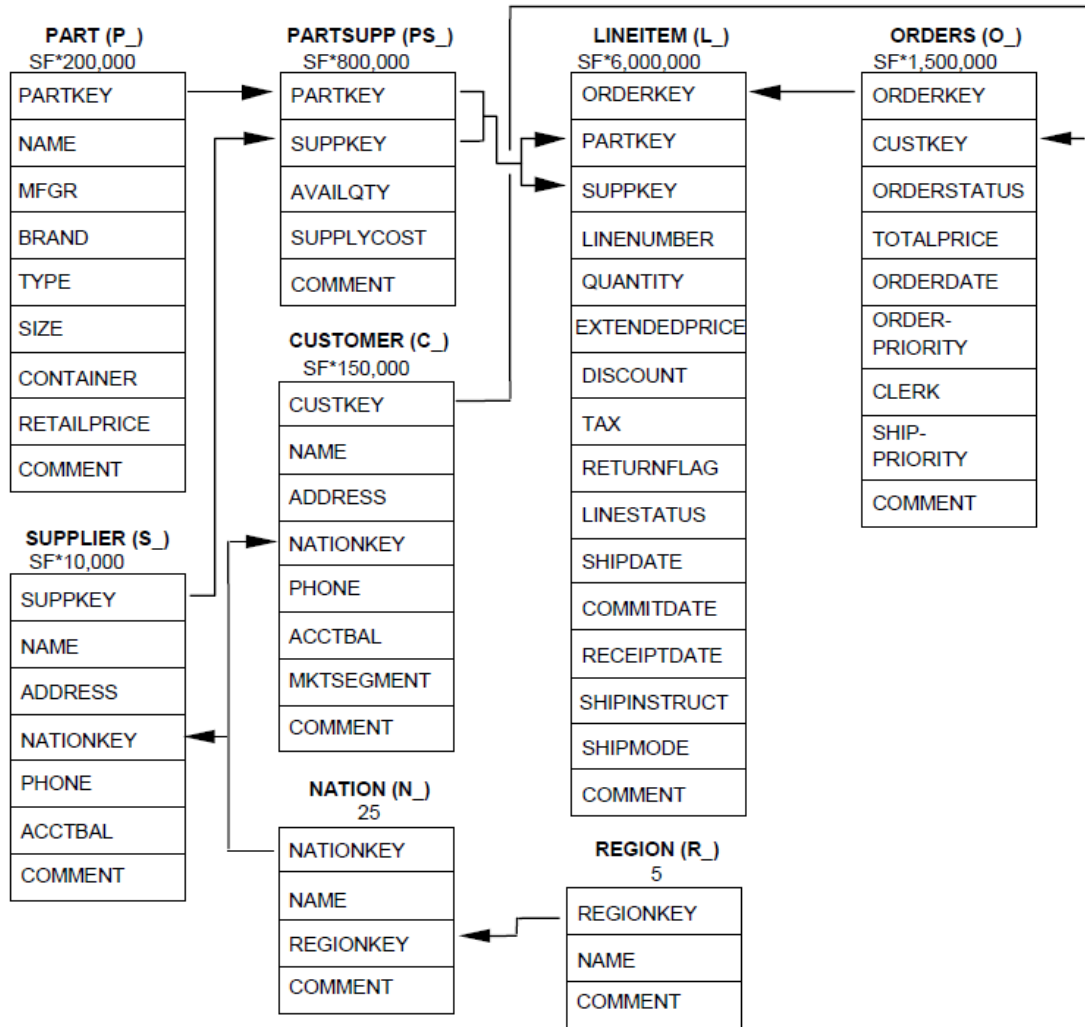 PART (P_)
SF*200,000
PARTKEY
NAME
MFGR
BRAND
TYPE
SIZE
CONTAINER
RETAILPRICE
COMMENT
SUPPLIER (S_)
SF*10,000
SUPPKEY
NAME
ADDRESS
NATIONKEY
PHONE
ACCTBAL
COMMENT
PARTSUPP (PS_)
SF*800,000
PARTKEY
SUPPKEY
AVAILQTY
SUPPLYCOST
COMMENT
CUSTOMER (C_)
SF*150,000
CUSTKEY
NAME
ADDRESS
NATIONKEY
PHONE
ACCTBAL
MKTSEGMENT
COMMENT
NATION (N_)
25
NATIONKEY
NAME
REGIONKEY
COMMENT
LINEITEM (L_)
SF*6,000,000
ORDERKEY
PARTKEY
SUPPKEY
LINENUMBER
QUANTITY
EXTENDEDPRICE
DISCOUNT
TAX
RETURNFLAG
LINESTATUS
SHIPDATE
COMMITDATE
RECEIPTDATE
SHIPINSTRUCT
SHIPMODE
COMMENT
REGION (R_)
5
REGIONKEY
NAME
COMMENT
ORDERS (O_)
SF*1,500,000
ORDERKEY
CUSTKEY
ORDERSTATUS
TOTALPRICE
ORDERDATE
ORDER-
PRIORITY
CLERK
SHIP-
PRIORITY
COMMENT